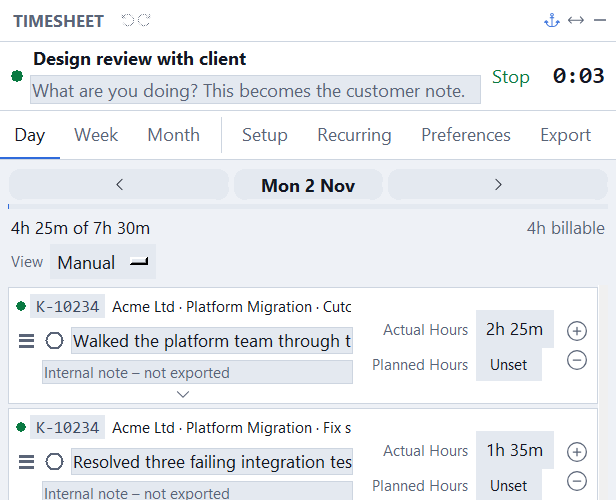 TIMESHEET
Design review with client
What are you doing? This becomes the customer note.
Stop
0:03
Day Week Month Setup Recurring Preferences Export
Mon 2 Nov
4h 25m of 7h 30m
4h billable
View Manual
K-10234 Acme Ltd · Platform Migration · Cutc
Walked the platform team through t
Internal note – not exported
Actual Hours 2h 25m
Planned Hours Unset
K-10234 Acme Ltd · Platform Migration · Fix s
Resolved three failing integration tes
Internal note – not exported
Actual Hours 1h 35m
Planned Hours Unset